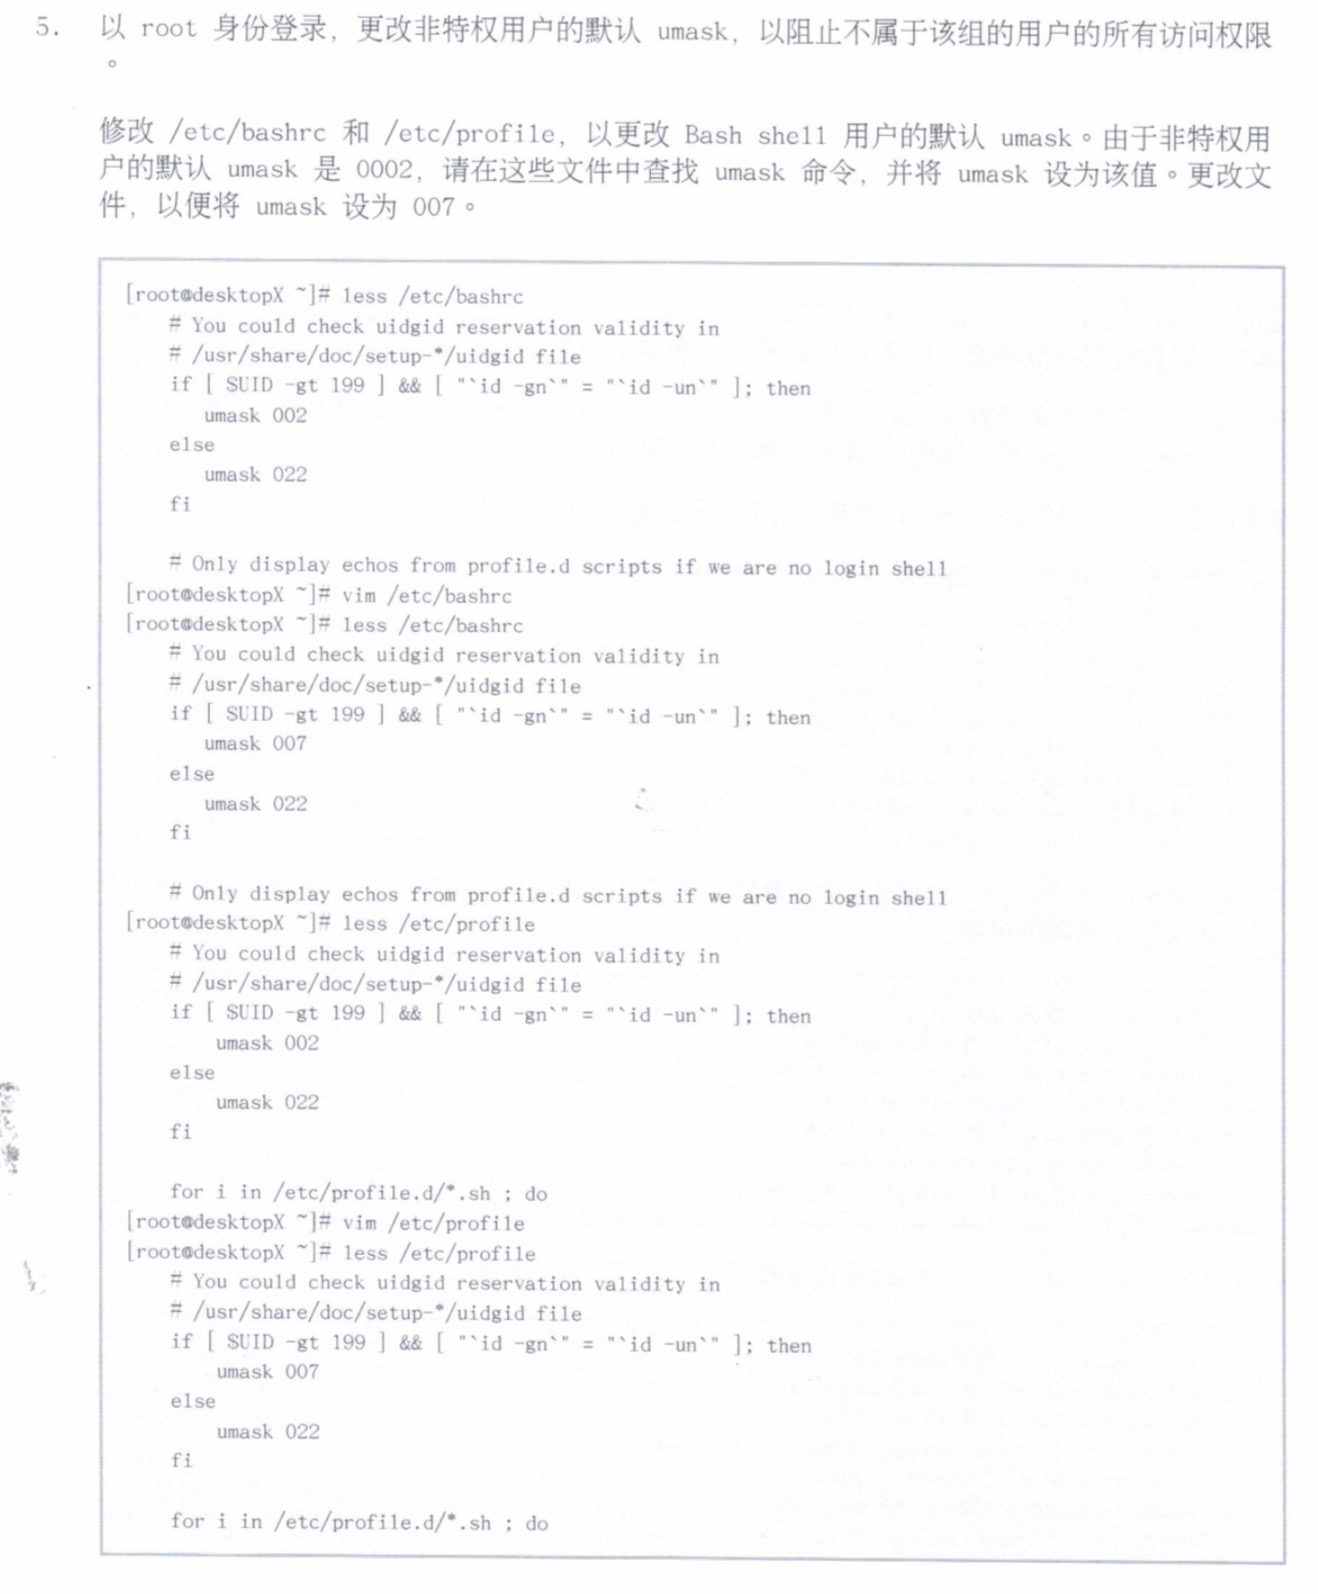 5. 以 root 身份登录，更改非特权用户的默认 umask，以阻止不属于该组的用户的所有访问权限
。
修改 /etc/bashrc 和 /etc/profile，以更改 Bash shell 用户的默认 umask。由于非特权用
户的默认 umask 是 0002，请在这些文件中查找 umask 命令，并将 umask 设为该值。更改文
件，以便将 umask 设为 007。
[root@desktopX ~]# less /etc/bashrc
# You could check uidgid reservation validity in
# /usr/share/doc/setup-*/uidgid file
if [ $UID -gt 199 ] && [ "`id -gn`" = "`id -un`" ]; then
umask 002
else
umask 022
fi
# Only display echos from profile.d scripts if we are no login shell
[root@desktopX ~]# vim /etc/bashrc
[root@desktopX ~]# less /etc/bashrc
# You could check uidgid reservation validity in
# /usr/share/doc/setup-*/uidgid file
if [ $UID -gt 199 ] && [ "`id -gn`" = "`id -un`" ]; then
umask 007
else
umask 022
fi
# Only display echos from profile.d scripts if we are no login shell
[root@desktopX ~]# less /etc/profile
# You could check uidgid reservation validity in
# /usr/share/doc/setup-*/uidgid file
if [ $UID -gt 199 ] && [ "`id -gn`" = "`id -un`" ]; then
umask 002
else
umask 022
fi
for i in /etc/profile.d/*.sh ; do
[root@desktopX ~]# vim /etc/profile
[root@desktopX ~]# less /etc/profile
# You could check uidgid reservation validity in
# /usr/share/doc/setup-*/uidgid file
if [ $UID -gt 199 ] && [ "`id -gn`" = "`id -un`" ]; then
umask 007
else
umask 022
fi
for i in /etc/profile.d/*.sh ; do